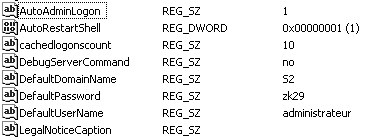 AutoAdminLogon REG_SZ 1
AutoRestartShell REG_DWORD 0x00000001 (1)
cachedlogonscount REG_SZ 10
DebugServerCommand REG_SZ no
DefaultDomainName REG_SZ S2
DefaultPassword REG_SZ zk29
DefaultUserName REG_SZ administrateur
LegalNoticeCaption REG_SZ